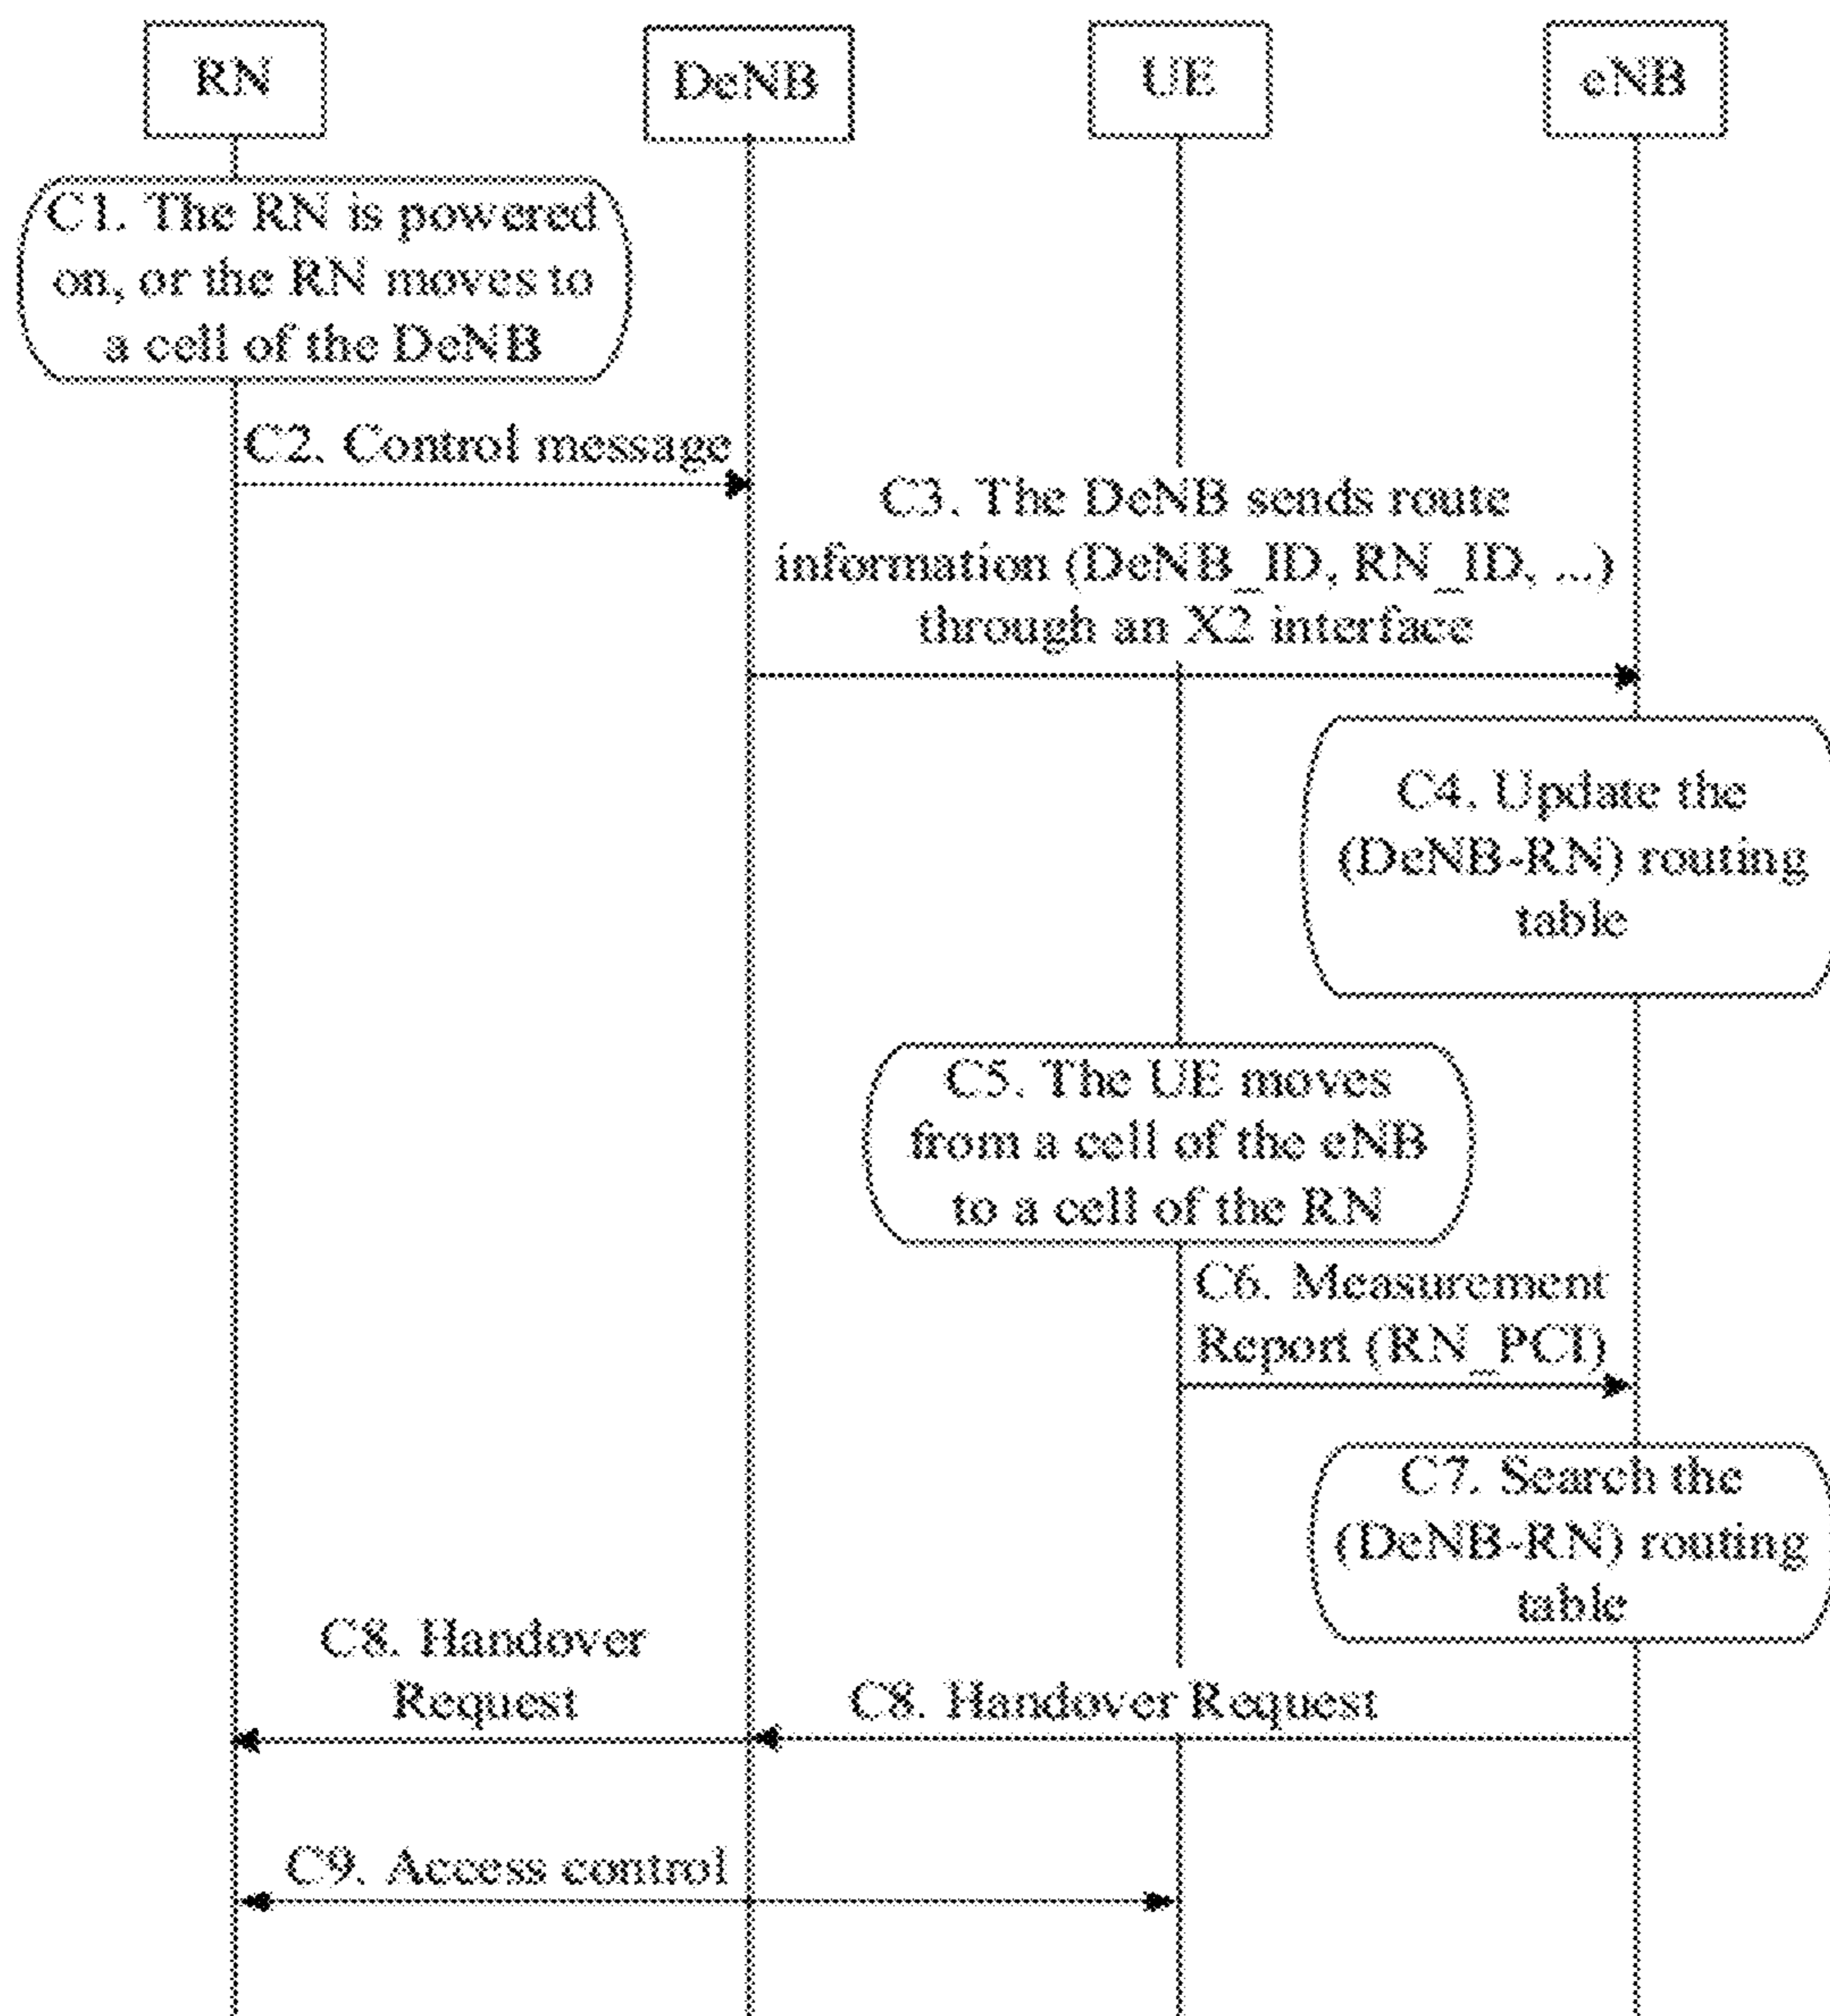 RN
DeNB
UE
eNB
C1. The RN is powered
on, or the RN moves to
a cell of the DeNB
C2. Control message
C3. The DeNB sends route
information (DeNB_ID, RN_ID, ...)
through an X2 interface
C4. Update the
(DeNB-RN) routing
table
C5. The UE moves
from a cell of the eNB
to a cell of the RN
C6. Measurement
Report (RN_PCI)
C7. Search the
(DeNB-RN) routing
table
C8. Handover
Request
C8. Handover Request
C9. Access control